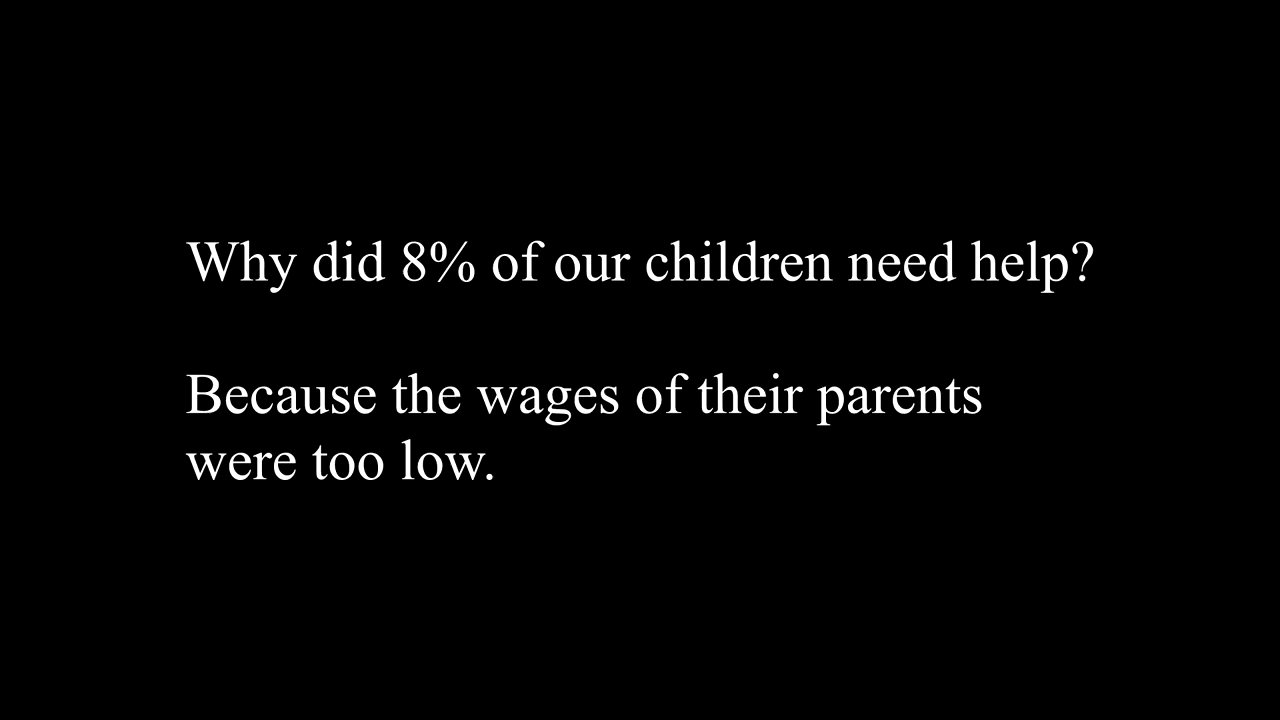 Why did 8% of our children need help?
Because the wages of their parents
were too low.